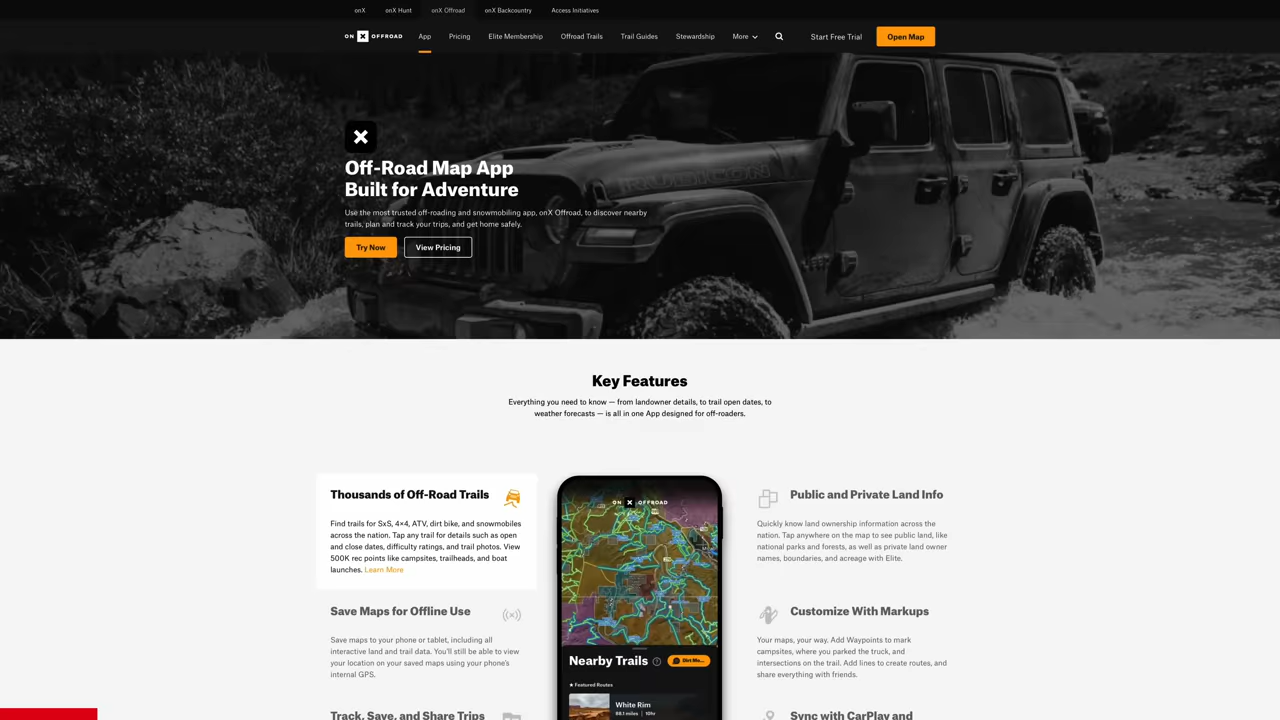 onX onX Hunt onX Offroad onX Backcountry Access Initiatives
ON X OFFROAD App Pricing Elite Membership Offroad Trails Trail Guides Stewardship More Start Free Trial Open Map
Off-Road Map App
Built for Adventure
Use the most trusted off-roading and snowmobiling app, onX Offroad, to discover nearby
trails, plan and track your trips, and get home safely.
Try Now View Pricing
Key Features
Everything you need to know — from landowner details, to trail open dates, to
weather forecasts — is all in one App designed for off-roaders.
Thousands of Off-Road Trails
Find trails for SxS, 4×4, ATV, dirt bike, and snowmobiles
across the nation. Tap any trail for details such as open
and close dates, difficulty ratings, and trail photos. View
500K rec points like campsites, trailheads, and boat
launches. Learn More
Save Maps for Offline Use
Save maps to your phone or tablet, including all
interactive land and trail data. You'll still be able to view
your location on your saved maps using your phone's
internal GPS.
Track, Save, and Share Trips
ON X OFFROAD
Nearby Trails
Dirt Mo...
★ Featured Routes
White Rim
98.1 miles | 10hr
Public and Private Land Info
Quickly know land ownership information across the
nation. Tap anywhere on the map to see public land, like
national parks and forests, as well as private land owner
names, boundaries, and acreage with Elite.
Customize With Markups
Your maps, your way. Add Waypoints to mark
campsites, where you parked the truck, and
intersections on the trail. Add lines to create routes, and
share everything with friends.
Sync with CarPlay and